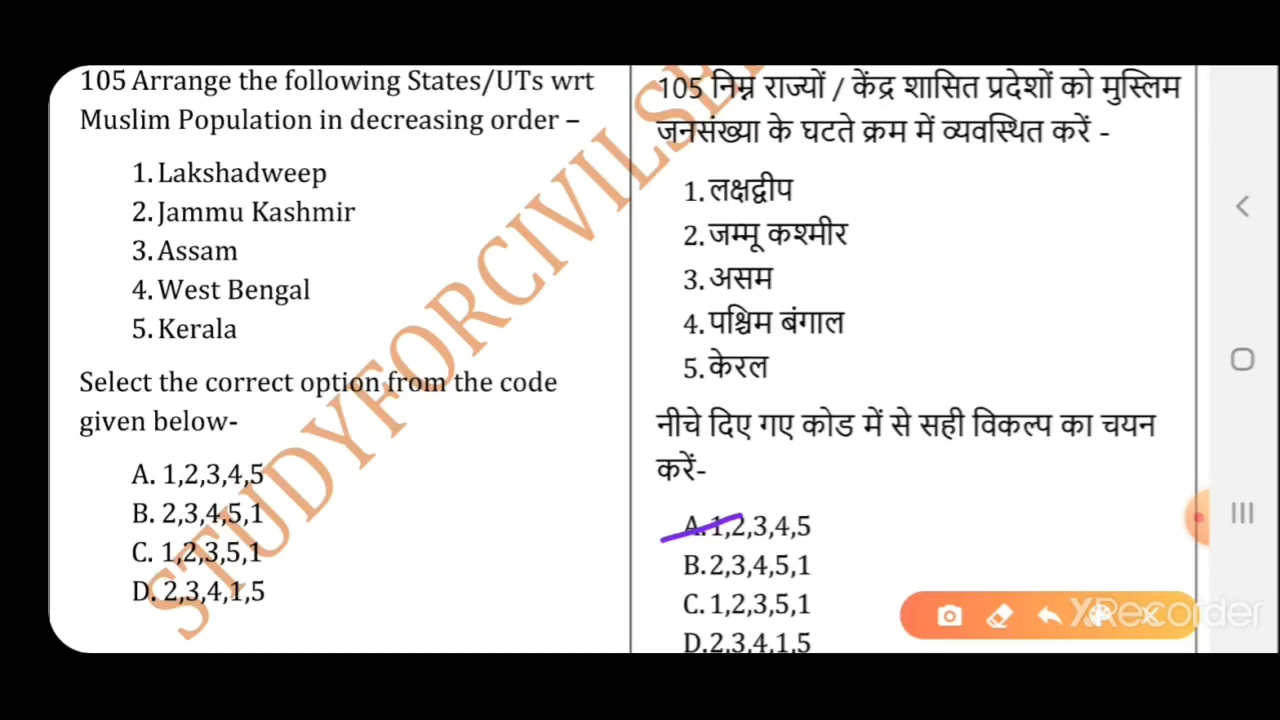 105 Arrange the following States/UTs wrt
Muslim Population in decreasing order –
1. Lakshadweep
2. Jammu Kashmir
3. Assam
4. West Bengal
5. Kerala
Select the correct option from the code
given below-
A. 1,2,3,4,5
B. 2,3,4,5,1
C. 1,2,3,5,1
D. 2,3,4,1,5
105 निम्न राज्यों / केंद्र शासित प्रदेशों को मुस्लिम
जनसंख्या के घटते क्रम में व्यवस्थित करें -
1. लक्षद्वीप
2. जम्मू कश्मीर
3. असम
4. पश्चिम बंगाल
5. केरल
नीचे दिए गए कोड में से सही विकल्प का चयन
करें-
A. 1,2,3,4,5
B. 2,3,4,5,1
C. 1,2,3,5,1
D. 2,3,4,1,5
STUDYFORCIVILSE
XRecorder